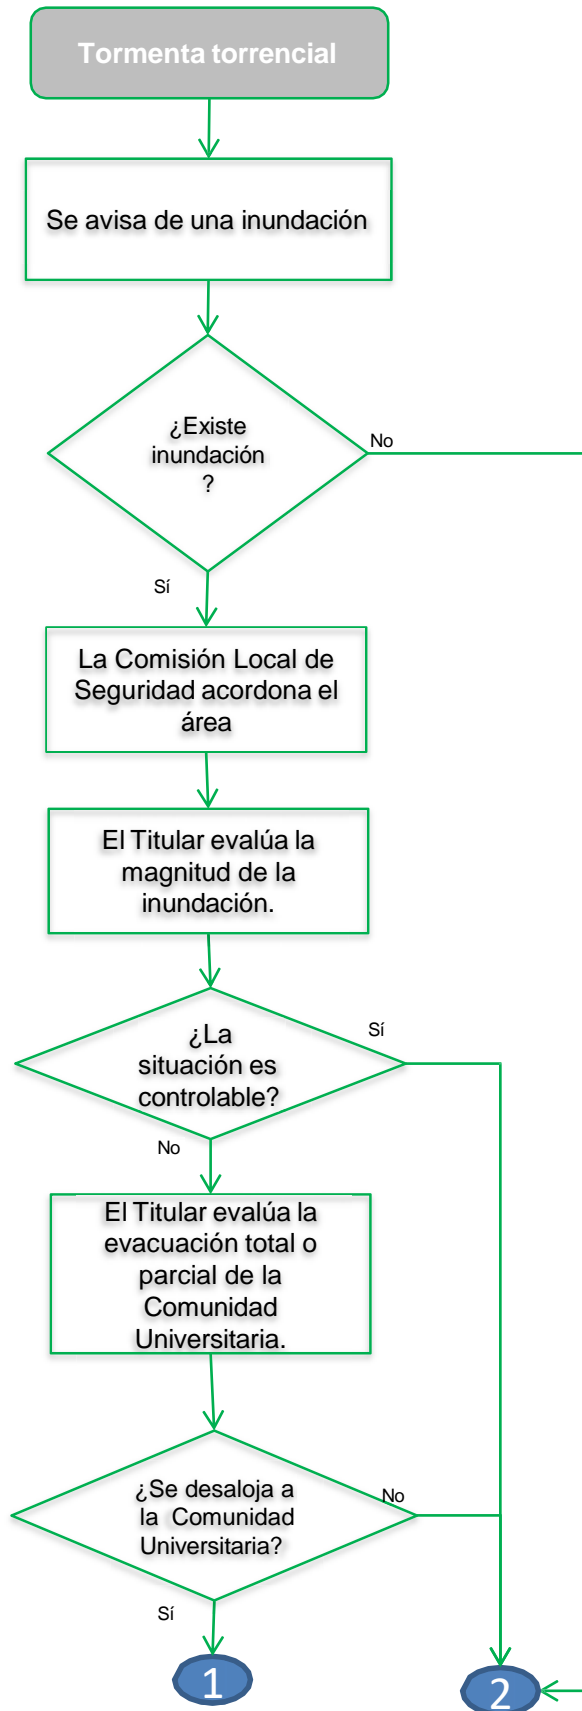 Tormenta torrencial
Se avisa de una inundación
¿Existe
inundación
?
No
Sí
La Comisión Local de
Seguridad acordona el
área
El Titular evalúa la
magnitud de la
inundación.
¿La
situación es
controlable?
Sí
No
El Titular evalúa la
evacuación total o
parcial de la
Comunidad
Universitaria.
¿Se desaloja a
la Comunidad
Universitaria?
No
Sí
1
2